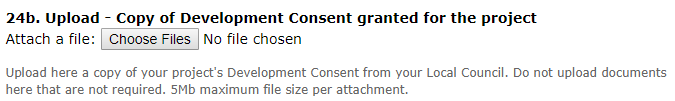 24b. Upload - Copy of Development Consent granted for the project
Attach a file: Choose Files No file chosen
Upload here a copy of your project's Development Consent from your Local Council. Do not upload documents
here that are not required. 5Mb maximum file size per attachment.